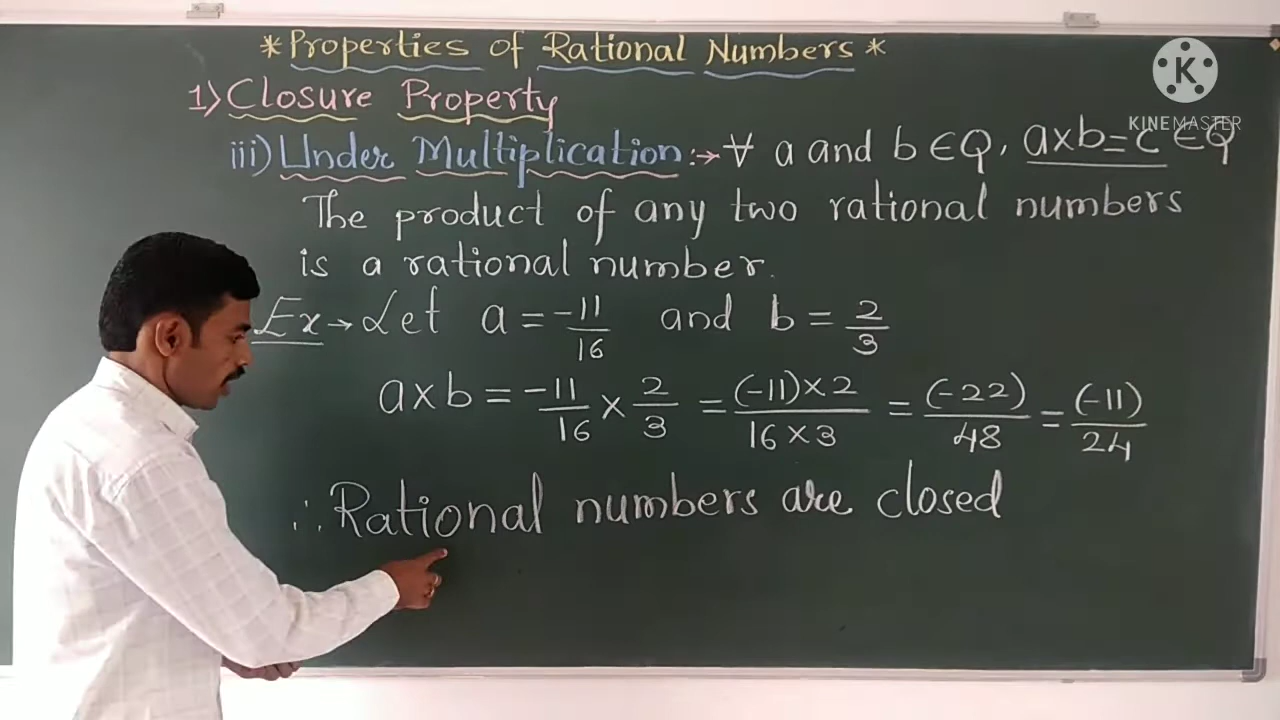 *Properties of Rational Numbers*
1) Closure Property
iii) Under Multiplication :→ ∀ a and b ∈ Q, a×b=c ∈ Q
The product of any two rational numbers
is a rational number.
Ex → Let a = -11/16 and b = 2/3
a×b = -11/16 × 2/3 = (-11)×2/16×3 = (-22)/48 = (-11)/24
∴ Rational numbers are closed
K
KINEMASTER